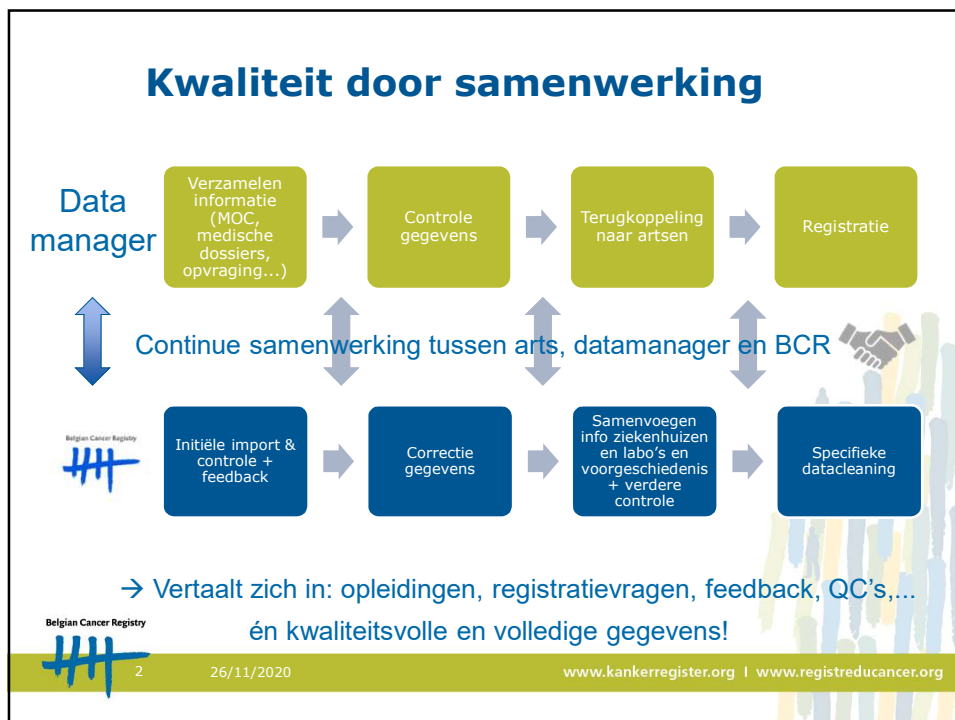 Kwaliteit door samenwerking
Data
manager
Verzamelen
informatie
(MOC,
medische
dossiers,
opvraging...)
Controle
gegevens
Terugkoppeling
naar artsen
Registratie
Continue samenwerking tussen arts, datamanager en BCR
Belgian Cancer Registry
Initiële import &
controle +
feedback
Correctie
gegevens
Samenvoegen
info ziekenhuizen
en labo's en
voorgeschiedenis
+ verdere
controle
Specifieke
datacleaning
→ Vertaalt zich in: opleidingen, registratievragen, feedback, QC's,...
én kwaliteitsvolle en volledige gegevens!
Belgian Cancer Registry
2
26/11/2020
www.kankerregister.org I www.registreducancer.org